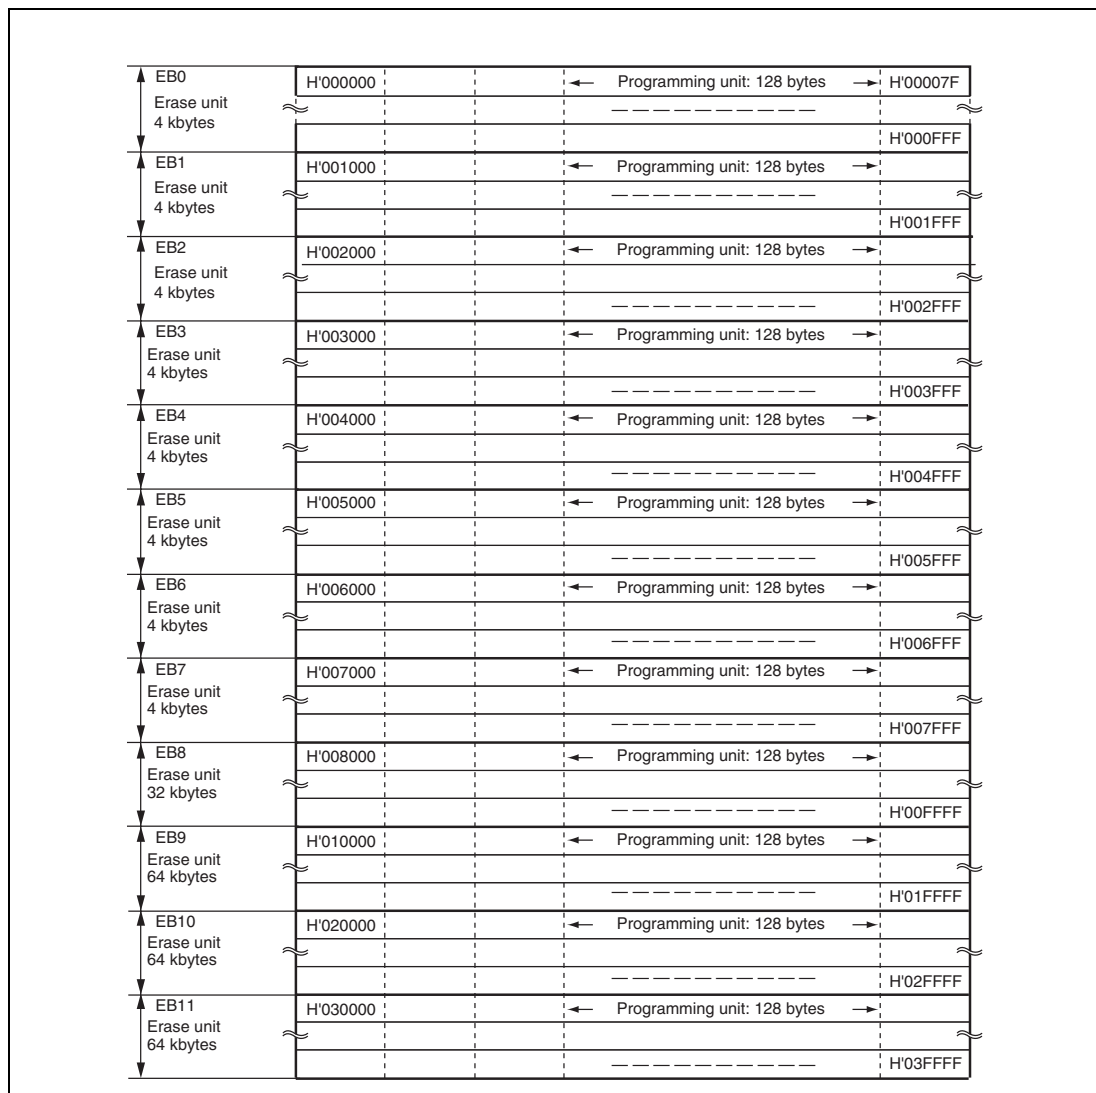 EB0
Erase unit
4 kbytes
H'000000 ← Programming unit: 128 bytes → H'00007F
H'000FFF
EB1
Erase unit
4 kbytes
H'001000 ← Programming unit: 128 bytes →
H'001FFF
EB2
Erase unit
4 kbytes
H'002000 ← Programming unit: 128 bytes →
H'002FFF
EB3
Erase unit
4 kbytes
H'003000 ← Programming unit: 128 bytes →
H'003FFF
EB4
Erase unit
4 kbytes
H'004000 ← Programming unit: 128 bytes →
H'004FFF
EB5
Erase unit
4 kbytes
H'005000 ← Programming unit: 128 bytes →
H'005FFF
EB6
Erase unit
4 kbytes
H'006000 ← Programming unit: 128 bytes →
H'006FFF
EB7
Erase unit
4 kbytes
H'007000 ← Programming unit: 128 bytes →
H'007FFF
EB8
Erase unit
32 kbytes
H'008000 ← Programming unit: 128 bytes →
H'00FFFF
EB9
Erase unit
64 kbytes
H'010000 ← Programming unit: 128 bytes →
H'01FFFF
EB10
Erase unit
64 kbytes
H'020000 ← Programming unit: 128 bytes →
H'02FFFF
EB11
Erase unit
64 kbytes
H'030000 ← Programming unit: 128 bytes →
H'03FFFF